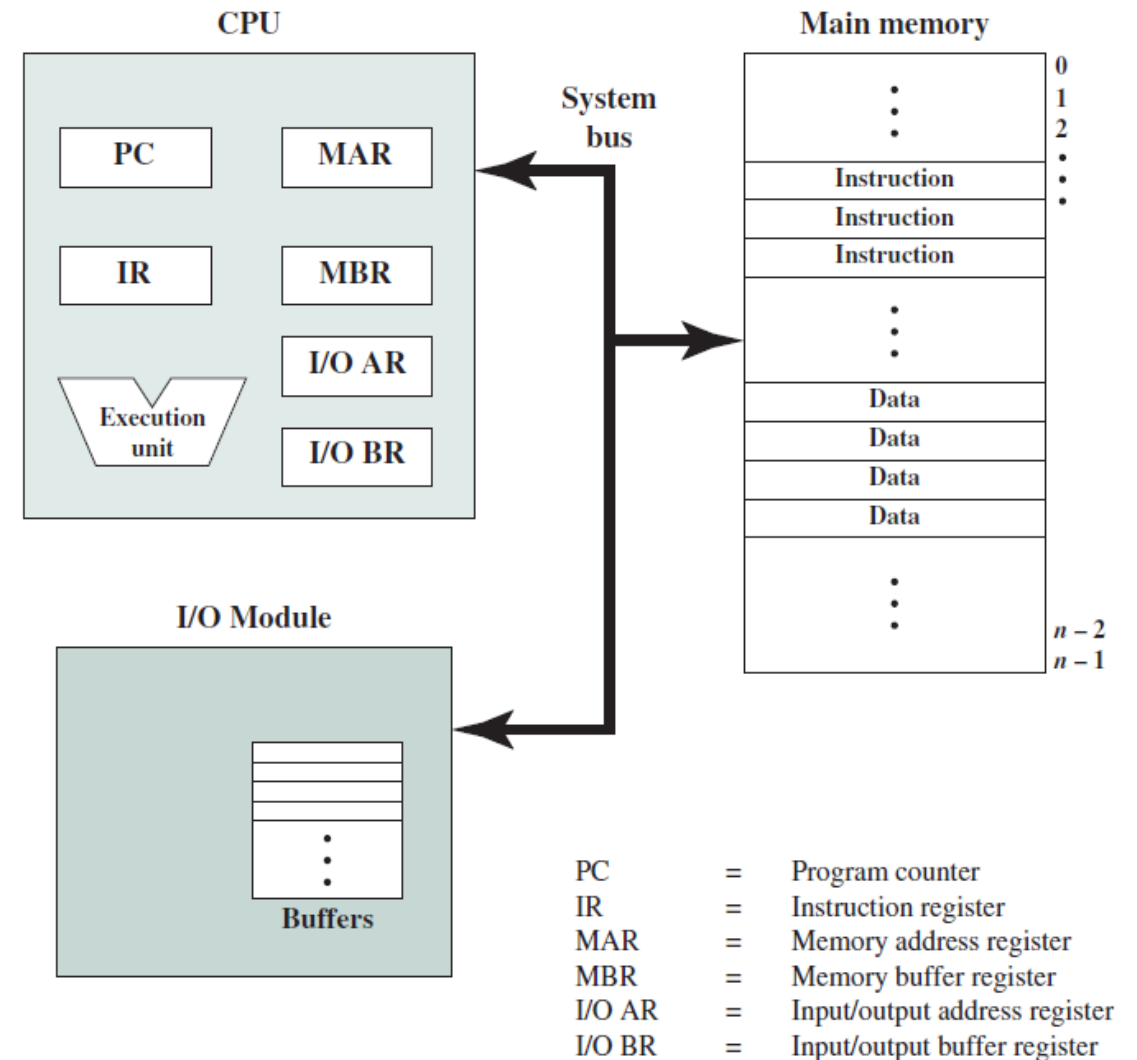 CPU
PC
MAR
IR
MBR
I/O AR
I/O BR
Execution
unit
System
bus
Main memory
0
1
2
Instruction
Instruction
Instruction
Data
Data
Data
Data
n – 2
n – 1
I/O Module
Buffers
PC = Program counter
IR = Instruction register
MAR = Memory address register
MBR = Memory buffer register
I/O AR = Input/output address register
I/O BR = Input/output buffer register